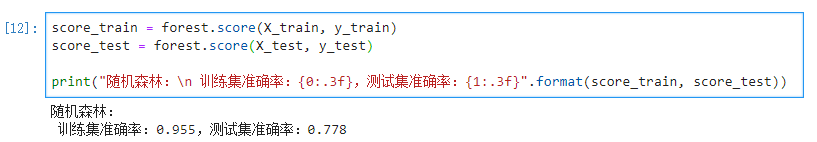 [12]:
score_train = forest.score(X_train, y_train)
score_test = forest.score(X_test, y_test)
print("随机森林：\n 训练集准确率：{0:.3f}，测试集准确率：{1:.3f}".format(score_train, score_test))
随机森林：
 训练集准确率：0.955，测试集准确率：0.778